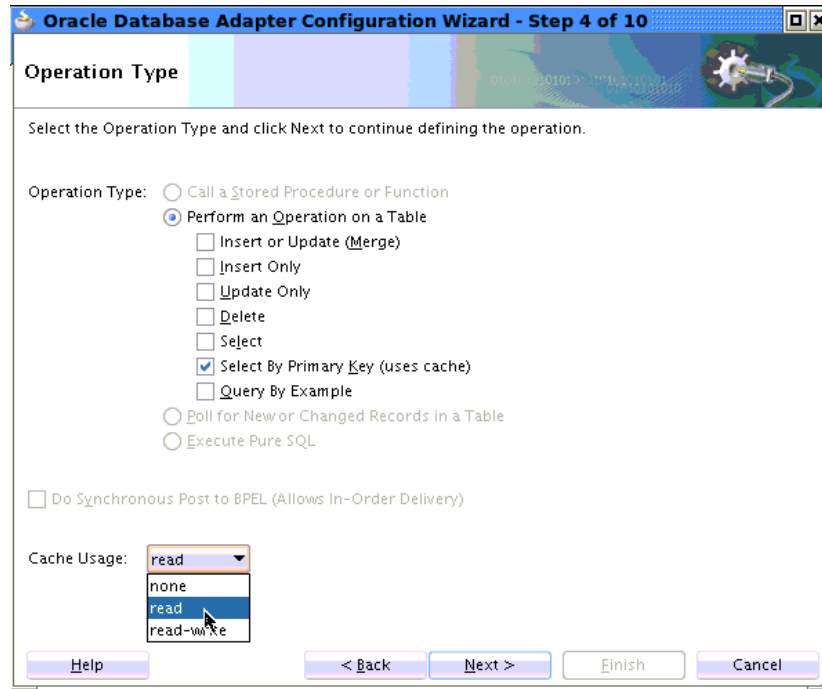 Oracle Database Adapter Configuration Wizard - Step 4 of 10
Operation Type
Select the Operation Type and click Next to continue defining the operation.
Operation Type: Call a Stored Procedure or Function
Perform an Operation on a Table
Insert or Update (Merge)
Insert Only
Update Only
Delete
Select
Select By Primary Key (uses cache)
Query By Example
Poll for New or Changed Records in a Table
Execute Pure SQL
Do Synchronous Post to BPEL (Allows In-Order Delivery)
Cache Usage: read
none
read
read-write
Help < Back Next > Finish Cancel